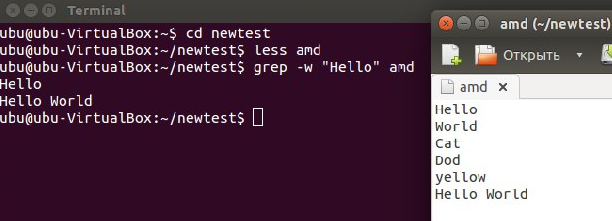 Terminal
ubu@ubu-VirtualBox:~$ cd newtest
ubu@ubu-VirtualBox:~/newtest$ less amd
ubu@ubu-VirtualBox:~/newtest$ grep -w "Hello" amd
Hello
Hello World
ubu@ubu-VirtualBox:~/newtest$
amd (~/newtest)
Открыть
amd
Hello
World
Cat
Dod
yellow
Hello World